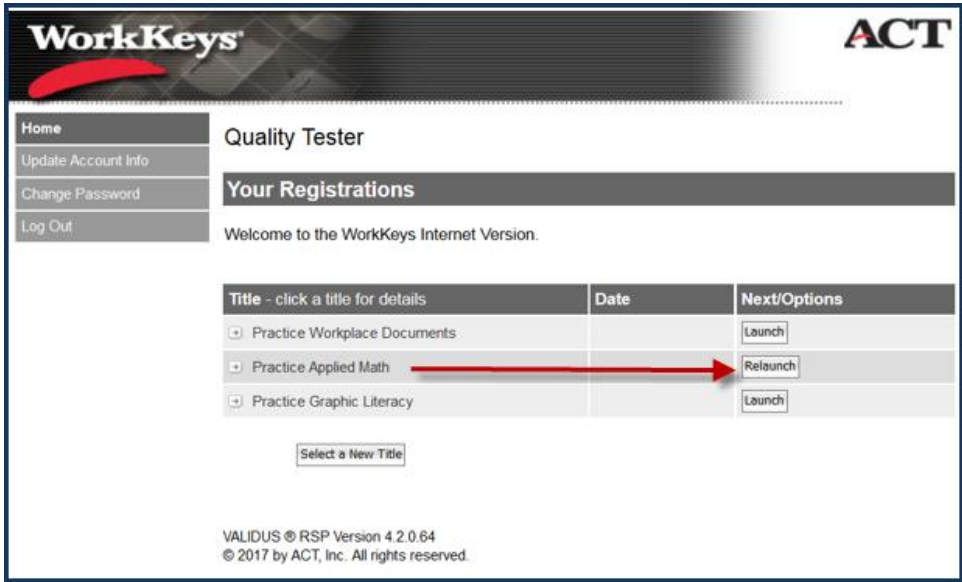 WorkKeys®
ACT
Home
Update Account Info
Change Password
Log Out
Quality Tester
Your Registrations
Welcome to the WorkKeys Internet Version.
Title - click a title for details Date Next/Options
Practice Workplace Documents Launch
Practice Applied Math Relaunch
Practice Graphic Literacy Launch
Select a New Title
VALIDUS ® RSP Version 4.2.0.64
© 2017 by ACT, Inc. All rights reserved.